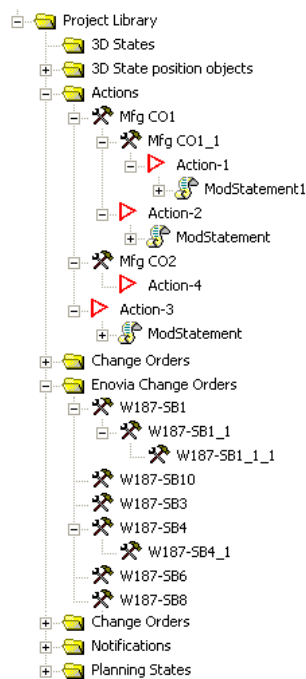 Project Library
3D States
3D State position objects
Actions
Mfg CO1
Mfg CO1_1
Action-1
ModStatement1
Action-2
ModStatement
Mfg CO2
Action-4
Action-3
ModStatement
Change Orders
Enovia Change Orders
W187-SB1
W187-SB1_1
W187-SB1_1_1
W187-SB10
W187-SB3
W187-SB4
W187-SB4_1
W187-SB6
W187-SB8
Change Orders
Notifications
Planning States